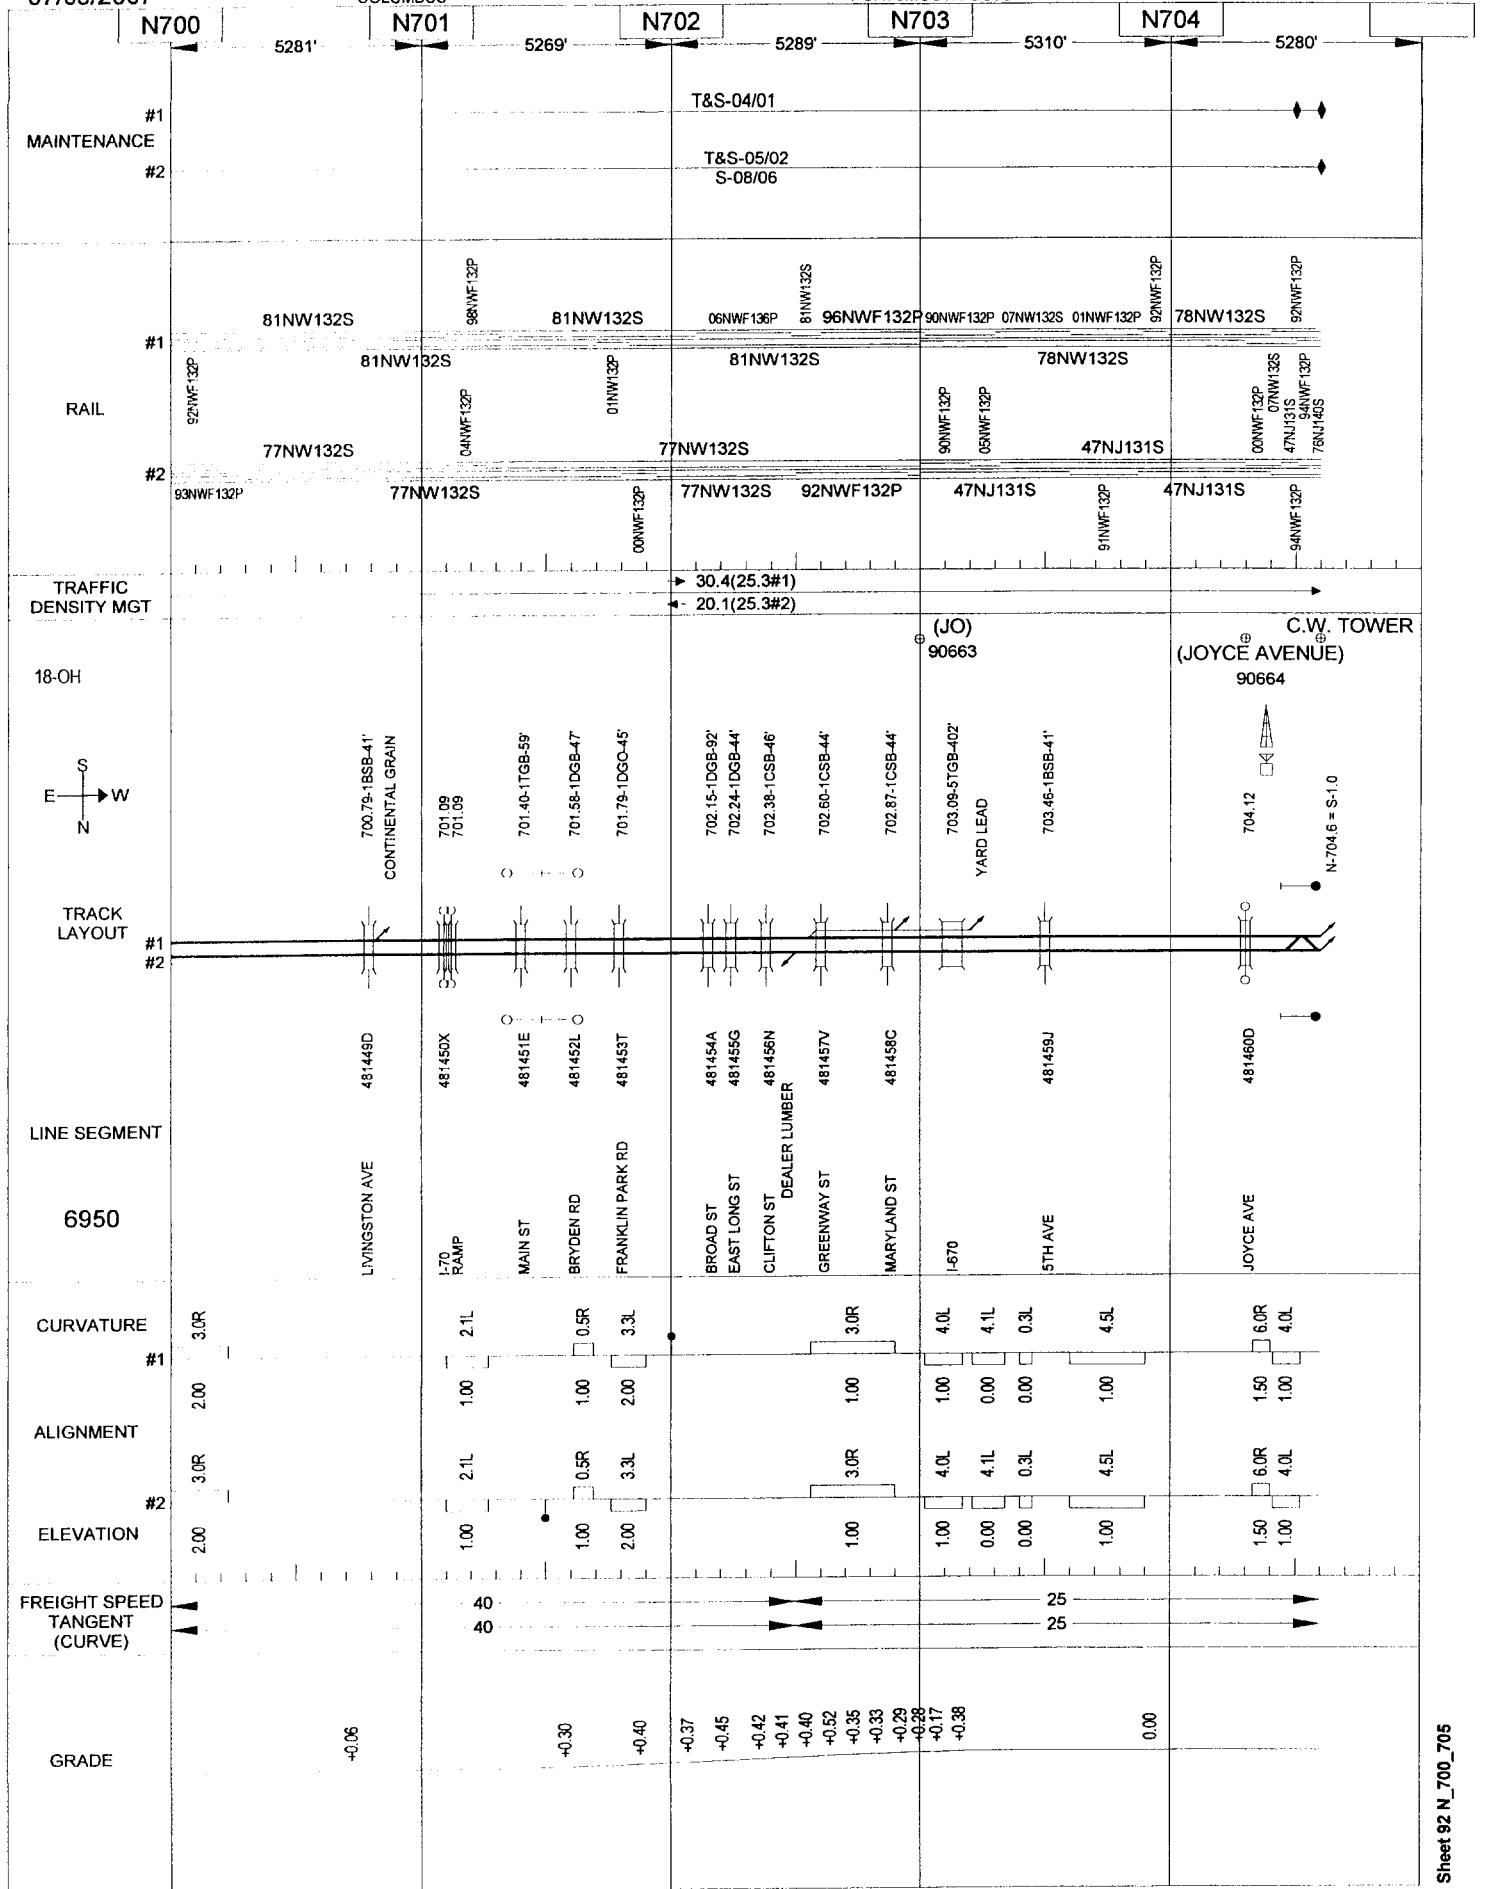 N700 N701 N702 N703 N704
5281' 5269' 5289' 5310' 5280'
#1 T&S-04/01
MAINTENANCE
#2 T&S-05/02
S-08/06
98NWF132P 81NW132S 92NWF132P 92NWF132P
81NW132S 81NW132S 06NWF136P 96NWF132P 90NWF132P 07NW132S 01NWF132P 78NW132S
#1
81NW132S 81NW132S 78NW132S
92NWF132P 04NWF132P 01NW132P 90NWF132P 05NWF132P 00NWF132P 07NW132S 47NJ131S 94NWF132P 76NJ140S
RAIL
77NW132S 77NW132S 47NJ131S
#2
93NWF132P 77NW132S 77NW132S 92NWF132P 47NJ131S 47NJ131S
00NWF132P 91NWF132P 94NWF132P
TRAFFIC
DENSITY MGT
30.4(25.3#1)
20.1(25.3#2)
(JO)
90663
C.W. TOWER
(JOYCE AVENUE)
90664
18-OH
S
E W
N
700.79-1BSB-41'
CONTINENTAL GRAIN
701.09
701.09
701.40-1TGB-59'
701.58-1DGB-47'
701.79-1DGO-45'
702.15-1DGB-92'
702.24-1DGB-44'
702.38-1CSB-46'
702.60-1CSB-44'
702.87-1CSB-44'
703.09-5TGB-402'
YARD LEAD
703.46-1BSB-41'
704.12
N-704.6 = S-1.0
TRACK
LAYOUT
#1
#2
481449D
481450X
481451E
481452L
481453T
481454A
481455G
481456N
481457V
481458C
481459J
481460D
LINE SEGMENT
6950
LIVINGSTON AVE
I-70
RAMP
MAIN ST
BRYDEN RD
FRANKLIN PARK RD
BROAD ST
EAST LONG ST
CLIFTON ST
DEALER LUMBER
GREENWAY ST
MARYLAND ST
I-670
5TH AVE
JOYCE AVE
CURVATURE
3.0R 2.1L 0.5R 3.3L 3.0R 4.0L 4.1L 0.3L 4.5L 6.0R 4.0L
#1
2.00 1.00 1.00 2.00 1.00 1.00 0.00 0.00 1.00 1.50 1.00
ALIGNMENT
3.0R 2.1L 0.5R 3.3L 3.0R 4.0L 4.1L 0.3L 4.5L 6.0R 4.0L
#2
ELEVATION
2.00 1.00 1.00 2.00 1.00 1.00 0.00 0.00 1.00 1.50 1.00
FREIGHT SPEED
TANGENT
(CURVE)
40 25
40 25
GRADE
+0.06 +0.30 +0.40 +0.37 +0.45 +0.42 +0.41 +0.40 +0.52 +0.35 +0.33 +0.29 +0.28 +0.17 +0.38 0.00
Sheet 92 N_700_705